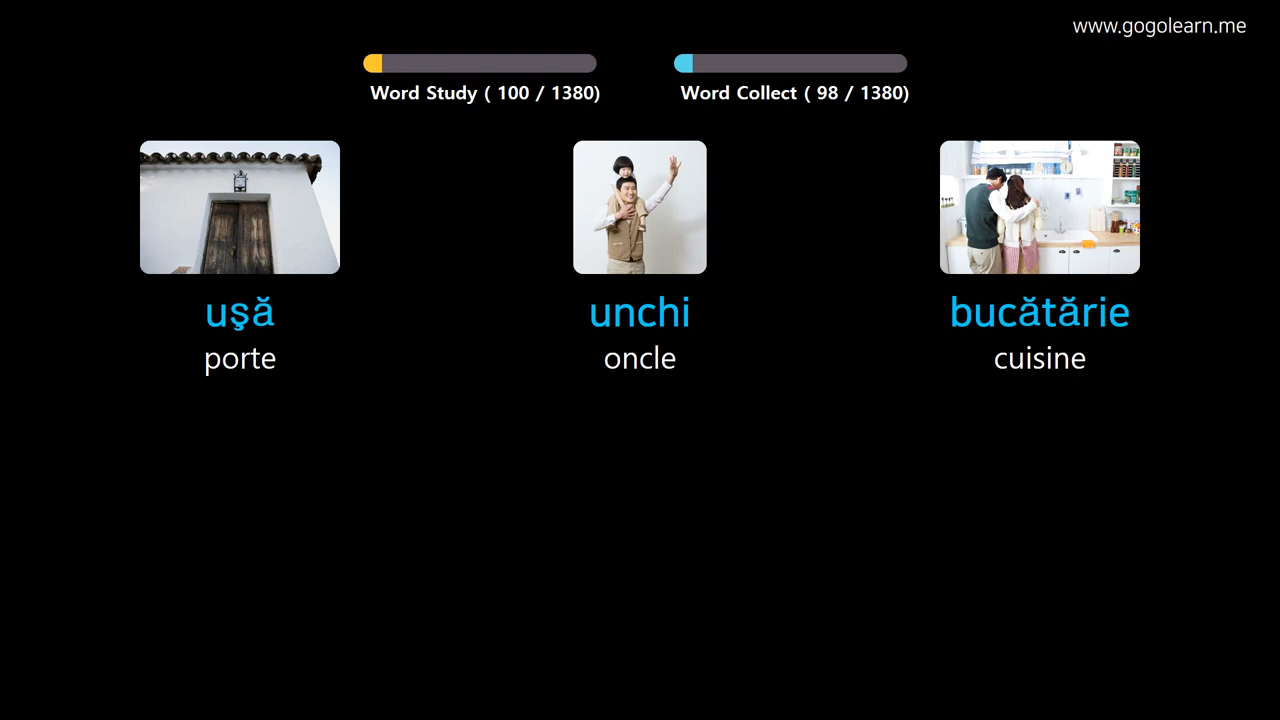 www.gogolearn.me
Word Study ( 100 / 1380)
Word Collect ( 98 / 1380)
uşă
unchi
bucătărie
porte
oncle
cuisine